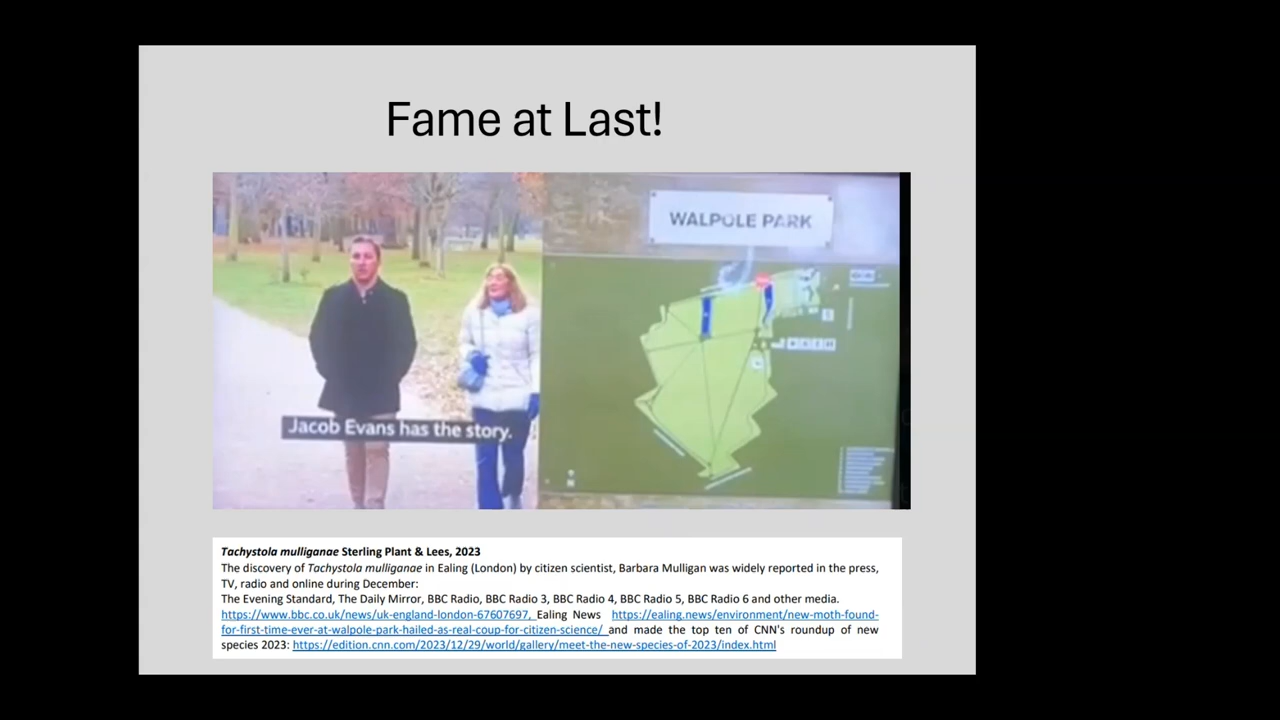 Fame at Last!
WALPOLE PARK
Jacob Evans has the story.
Tachystola mulliganae Sterling Plant & Lees, 2023
The discovery of Tachystola mulliganae in Ealing (London) by citizen scientist, Barbara Mulligan was widely reported in the press,
TV, radio and online during December:
The Evening Standard, The Daily Mirror, BBC Radio, BBC Radio 3, BBC Radio 4, BBC Radio 5, BBC Radio 6 and other media.
https://www.bbc.co.uk/news/uk-england-london-67607697, Ealing News https://ealing.news/environment/new-moth-found-
for-first-time-ever-at-walpole-park-hailed-as-real-coup-for-citizen-science/ and made the top ten of CNN's roundup of new
species 2023: https://edition.cnn.com/2023/12/29/world/gallery/meet-the-new-species-of-2023/index.html